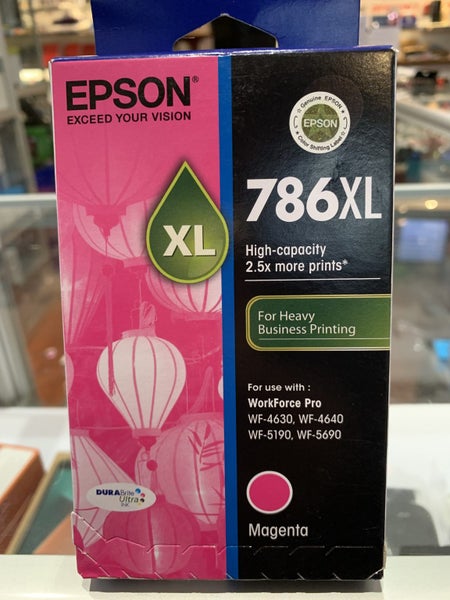 EPSON®
EXCEED YOUR VISION
XL
Genuine EPSON
EPSON
Color Shifting Label
786XL
High-capacity
2.5x more prints*
For Heavy
Business Printing
For use with :
WorkForce Pro
WF-4630, WF-4640
WF-5190, WF-5690
DURABrite
Ultra
INK
Magenta